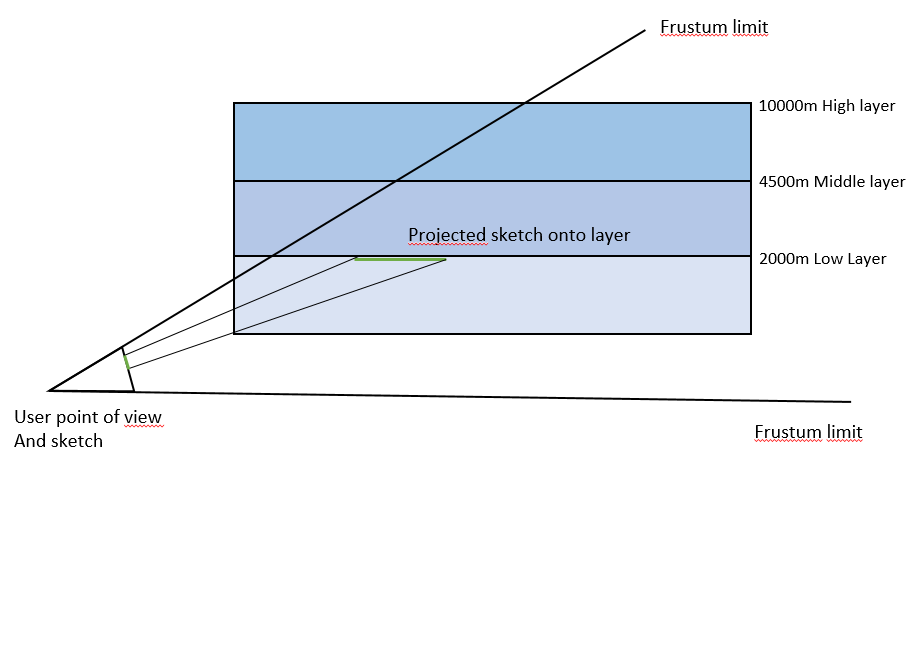 Frustum limit
10000m High layer
4500m Middle layer
Projected sketch onto layer
2000m Low Layer
User point of view
And sketch
Frustum limit